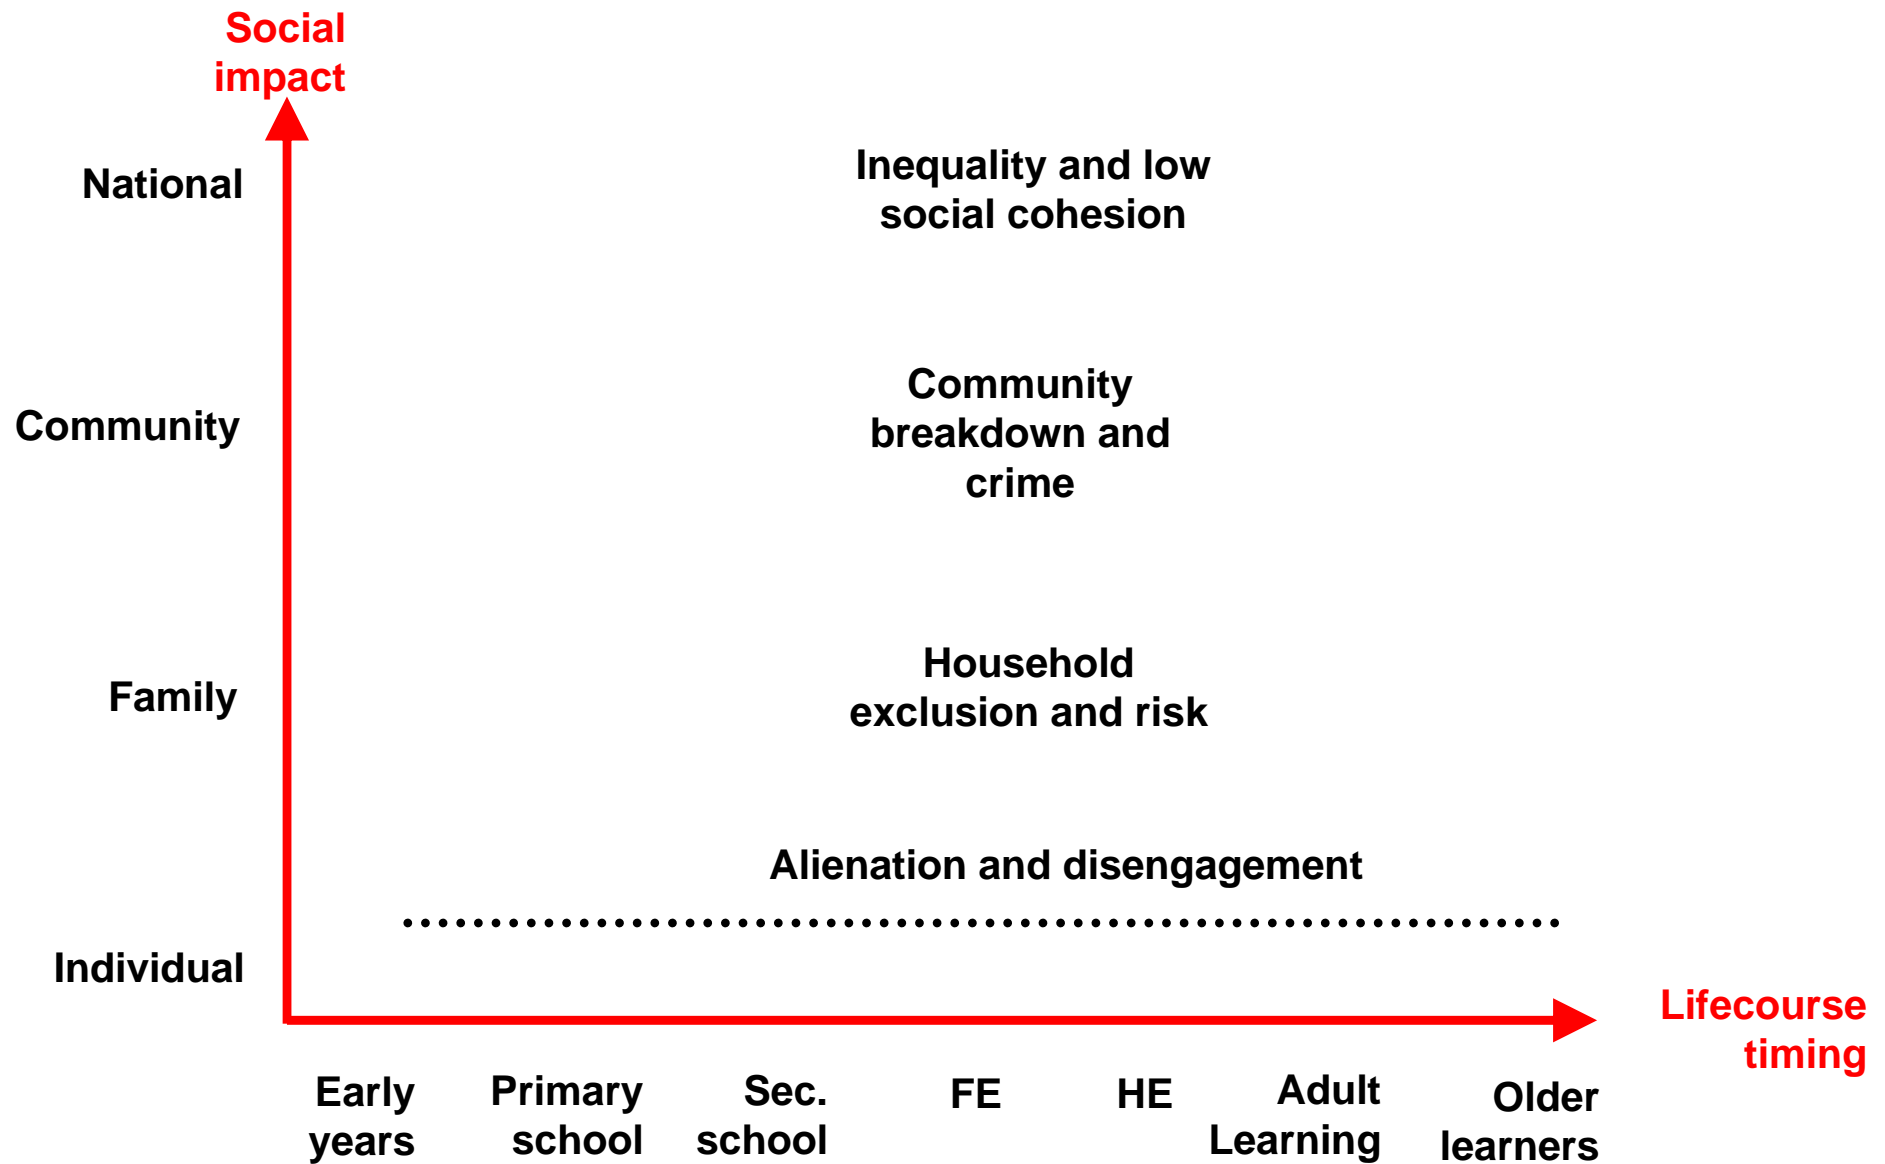 Social
impact
National
Inequality and low
social cohesion
Community
Community
breakdown and
crime
Family
Household
exclusion and risk
Alienation and disengagement
Individual
Lifecourse
timing
Early
years
Primary
school
Sec.
school
FE
HE
Adult
Learning
Older
learners